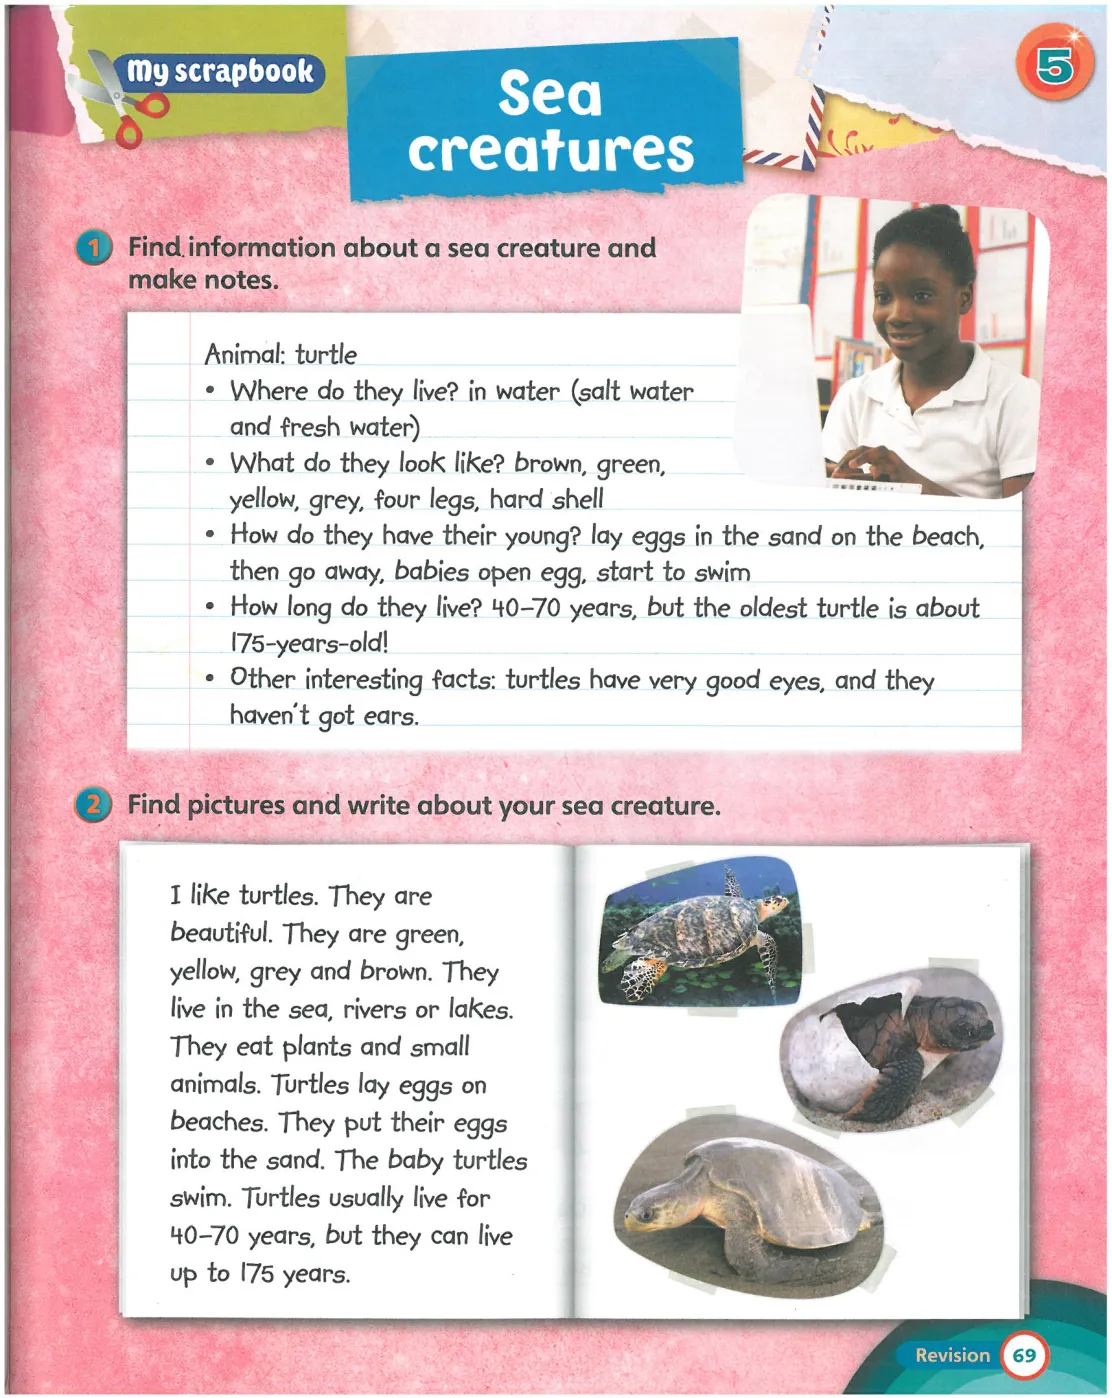 My scrapbook
Sea
creatures
5
1 Find information about a sea creature and
make notes.
Animal: turtle
• Where do they live? in water (salt water
and fresh water)
• What do they look like? brown, green,
yellow, grey, four legs, hard shell
• How do they have their young? lay eggs in the sand on the beach,
then go away, babies open egg, start to swim
• How long do they live? 40–70 years, but the oldest turtle is about
175-years-old!
• Other interesting facts: turtles have very good eyes, and they
haven't got ears.
2 Find pictures and write about your sea creature.
I like turtles. They are
beautiful. They are green,
yellow, grey and brown. They
live in the sea, rivers or lakes.
They eat plants and small
animals. Turtles lay eggs on
beaches. They put their eggs
into the sand. The baby turtles
swim. Turtles usually live for
40–70 years, but they can live
up to 175 years.
Revision 69